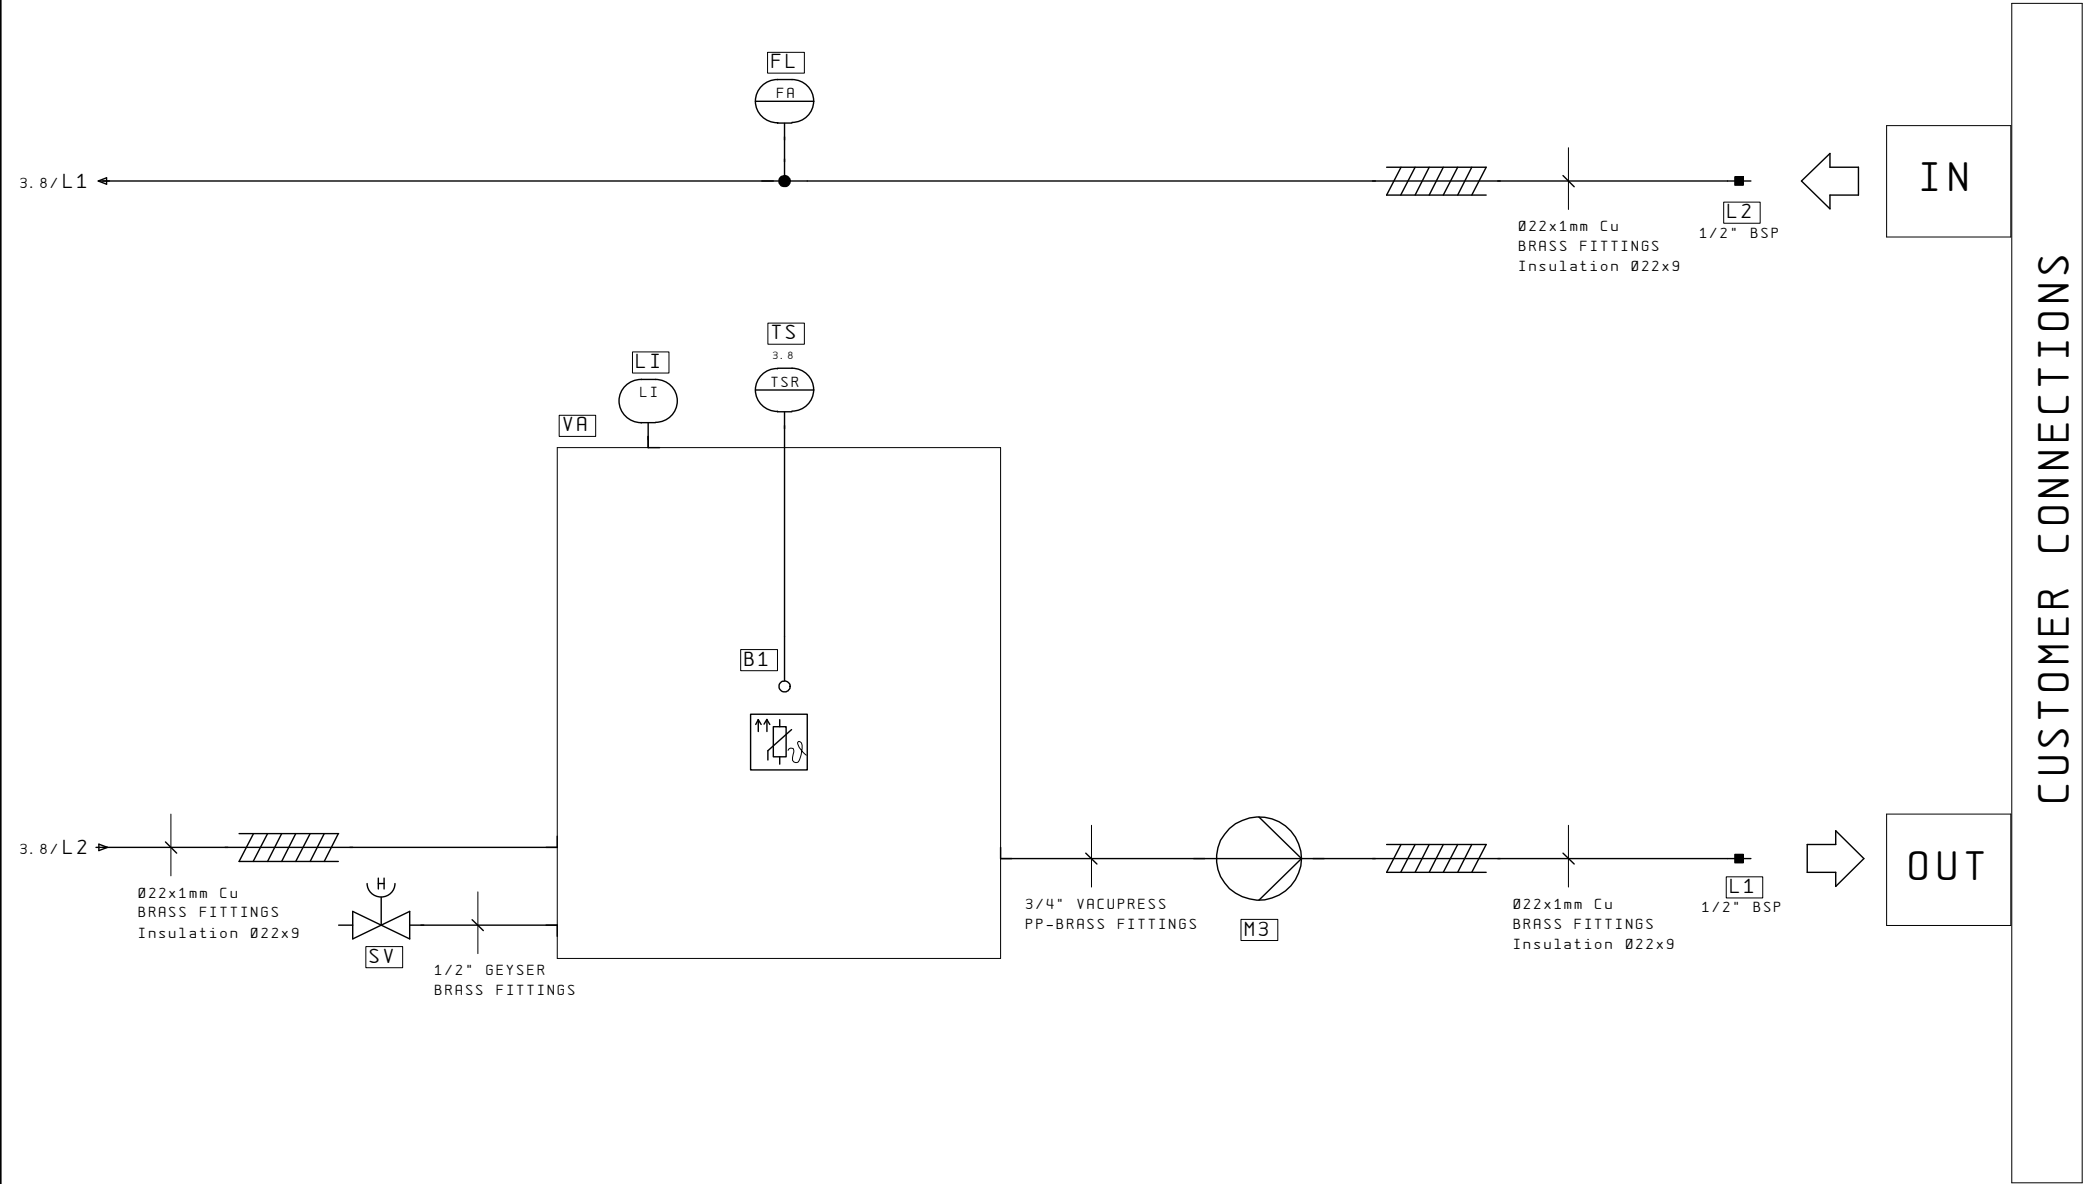 FL
FA
3.8/L1
IN
L2
1/2" BSP
Ø22x1mm Cu
BRASS FITTINGS
Insulation Ø22x9
CUSTOMER CONNECTIONS
TS
3.8
TSR
LI
LI
VA
B1
3.8/L2
Ø22x1mm Cu
BRASS FITTINGS
Insulation Ø22x9
H
SV
1/2" GEYSER
BRASS FITTINGS
3/4" VACUPRESS
PP-BRASS FITTINGS
M3
Ø22x1mm Cu
BRASS FITTINGS
Insulation Ø22x9
L1
1/2" BSP
OUT